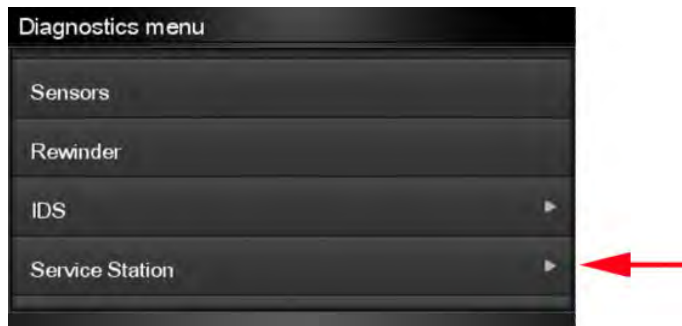 Diagnostics menu
Sensors
Rewinder
IDS
Service Station